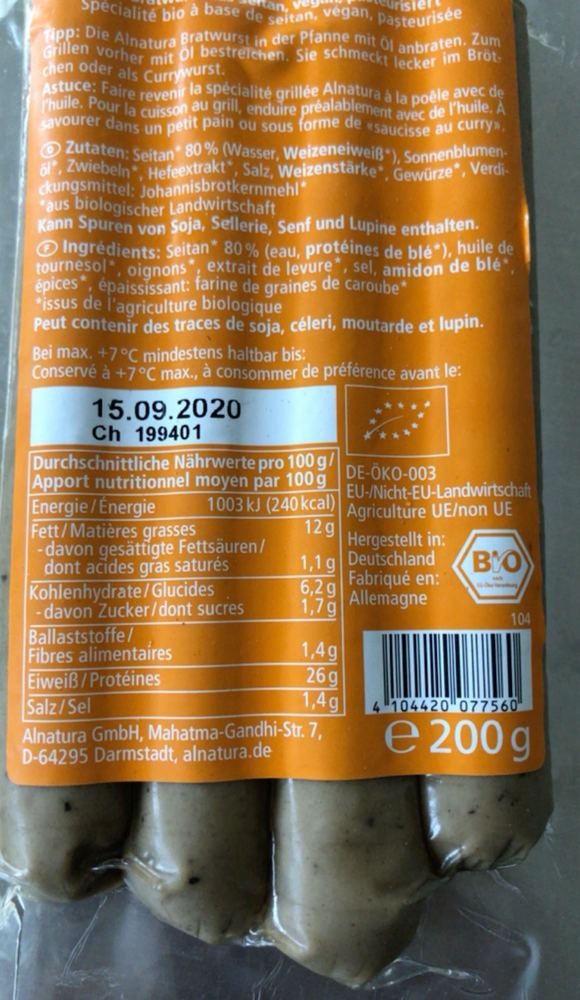 Spécialité bio à base de seitan, végan, pasteurisée
Tipp: Die Alnatura Bratwurst in der Pfanne mit Öl anbraten. Zum
Grillen vorher mit Öl bestreichen. Sie schmeckt lecker im Bröt-
chen oder als Currywurst.
Astuce: Faire revenir la spécialité grillée Alnatura à la poêle avec de
l'huile. Pour la cuisson au grill, enduire préalablement avec de l'huile. À
savourer dans un petit pain ou sous forme de «saucisse au curry».
D Zutaten: Seitan* 80% (Wasser, Weizeneiweiß*), Sonnenblumen-
öl*, Zwiebeln*, Hefeextrakt*, Salz, Weizenstärke*, Gewürze*, Verdi-
ckungsmittel: Johannisbrotkernmehl*
*aus biologischer Landwirtschaft
Kann Spuren von Soja, Sellerie, Senf und Lupine enthalten.
F Ingrédients: Seitan* 80% (eau, protéines de blé*), huile de
tournesol*, oignons*, extrait de levure*, sel, amidon de blé*,
épices*, épaississant: farine de graines de caroube*
*issus de l'agriculture biologique
Peut contenir des traces de soja, céleri, moutarde et lupin.
Bei max. +7°C mindestens haltbar bis:
Conservé à +7°C max., à consommer de préférence avant le:
15.09.2020
Ch 199401
Durchschnittliche Nährwerte pro 100 g/
Apport nutritionnel moyen par 100 g
Energie/Énergie 1003 kJ (240 kcal)
Fett/Matières grasses 12 g
- davon gesättigte Fettsäuren/
dont acides gras saturés 1,1 g
Kohlenhydrate/Glucides 6,2 g
- davon Zucker/dont sucres 1,7 g
Ballaststoffe/
Fibres alimentaires 1,4 g
Eiweiß/Protéines 26 g
Salz/Sel 1,4 g
DE-ÖKO-003
EU-/Nicht-EU-Landwirtschaft
Agriculture UE/non UE
Hergestellt in:
Deutschland
Fabriqué en:
Allemagne
BIO
nach
EG-Öko-Verordnung
104
4 104420 077560
Alnatura GmbH, Mahatma-Gandhi-Str. 7,
D-64295 Darmstadt, alnatura.de
e 200 g